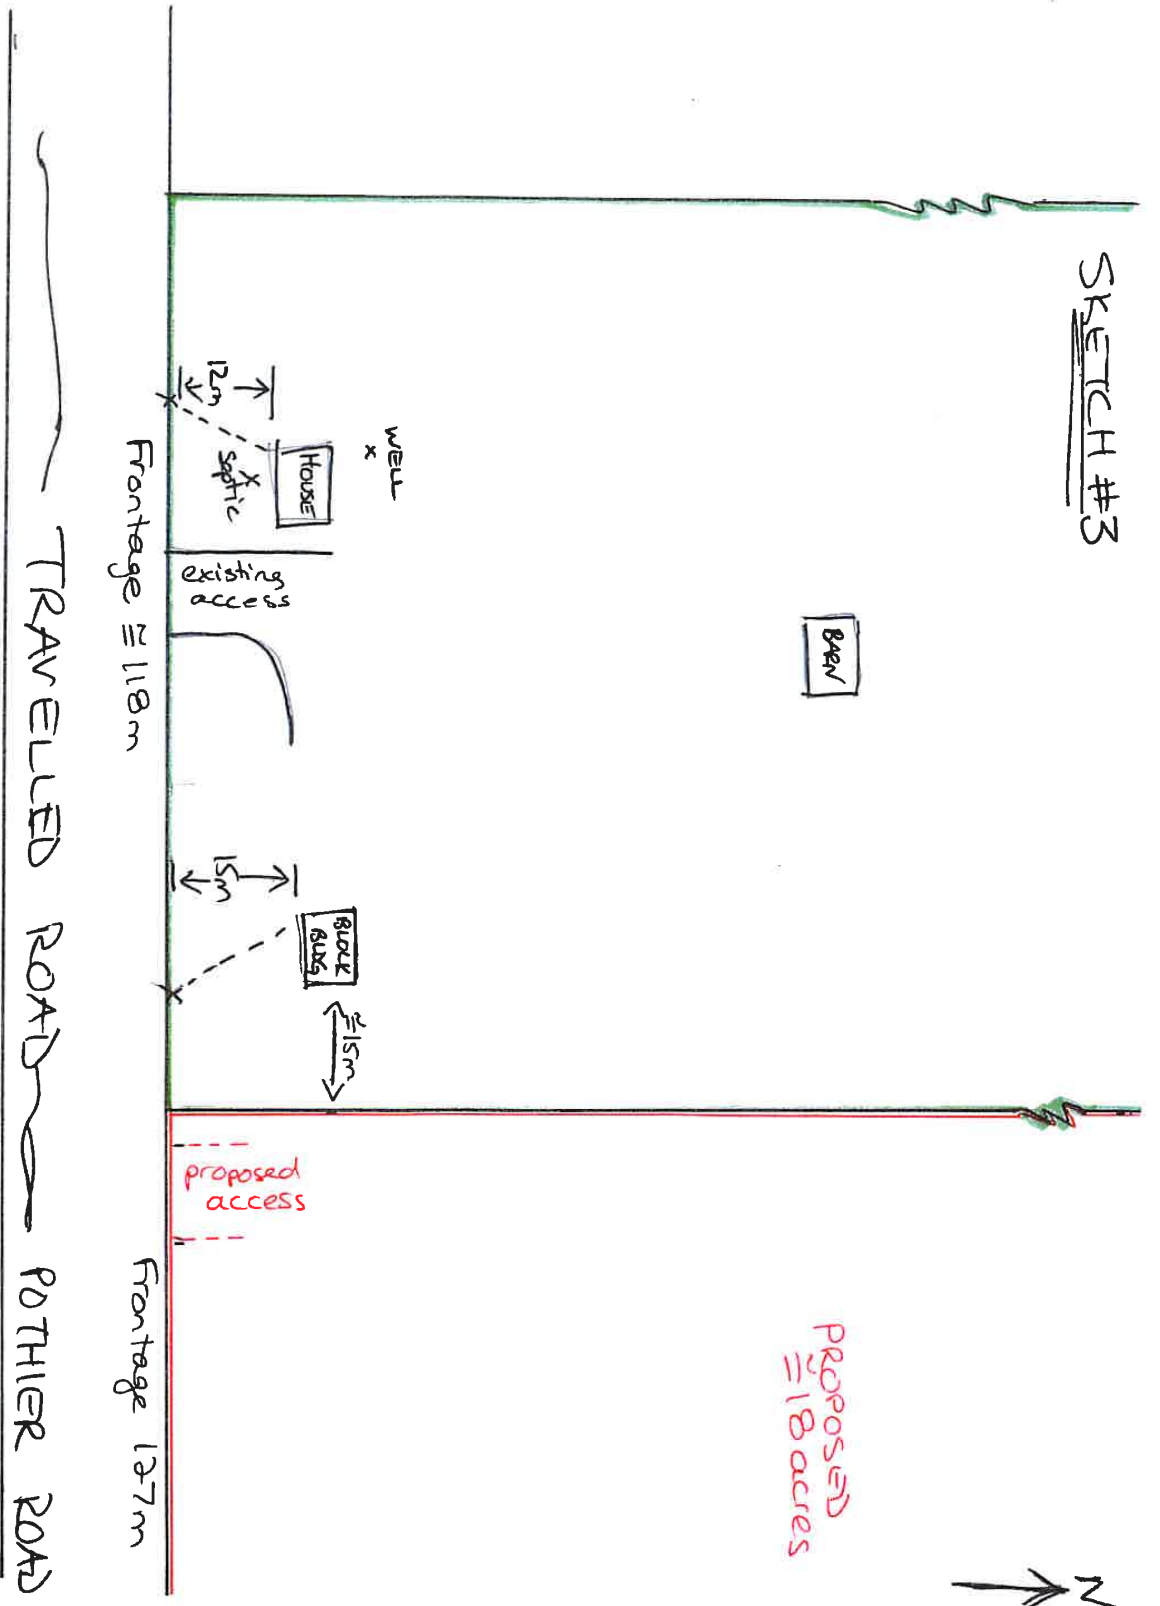 SKETCH #3
N
BARN
PROPOSED
≅18 acres
WELL
x
HOUSE
12m
x
septic
existing
access
BLOCK
BLDG
≅15m
15m
proposed
access
Frontage ≅ 118m
Frontage 127m
TRAVELLED ROAD
POTHIER ROAD